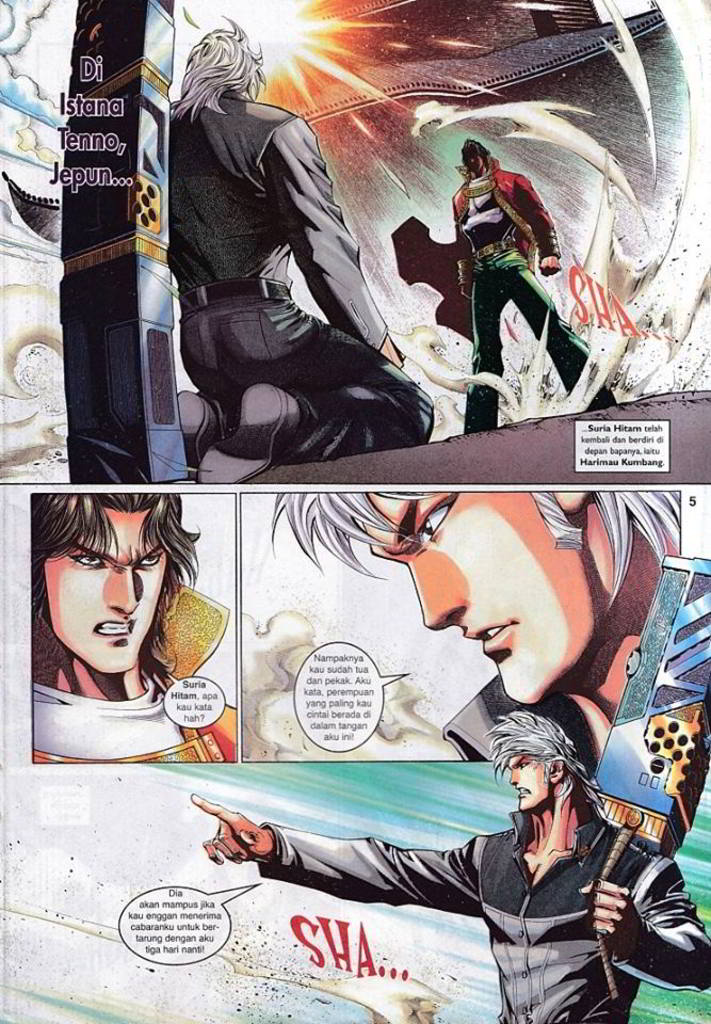 Di
Istana
Tenno,
Jepun...
SHA...
...Suria Hitam telah
kembali dan berdiri di
depan bapanya, iaitu
Harimau Kumbang.
5
Suria
Hitam, apa
kau kata
hah?
Nampaknya
kau sudah tua
dan pekak. Aku
kata, perempuan
yang paling kau
cintai berada di
dalam tangan
aku ini!
Dia
akan mampus jika
kau enggan menerima
cabaranku untuk ber-
tarung dengan aku
tiga hari nanti!
SHA...